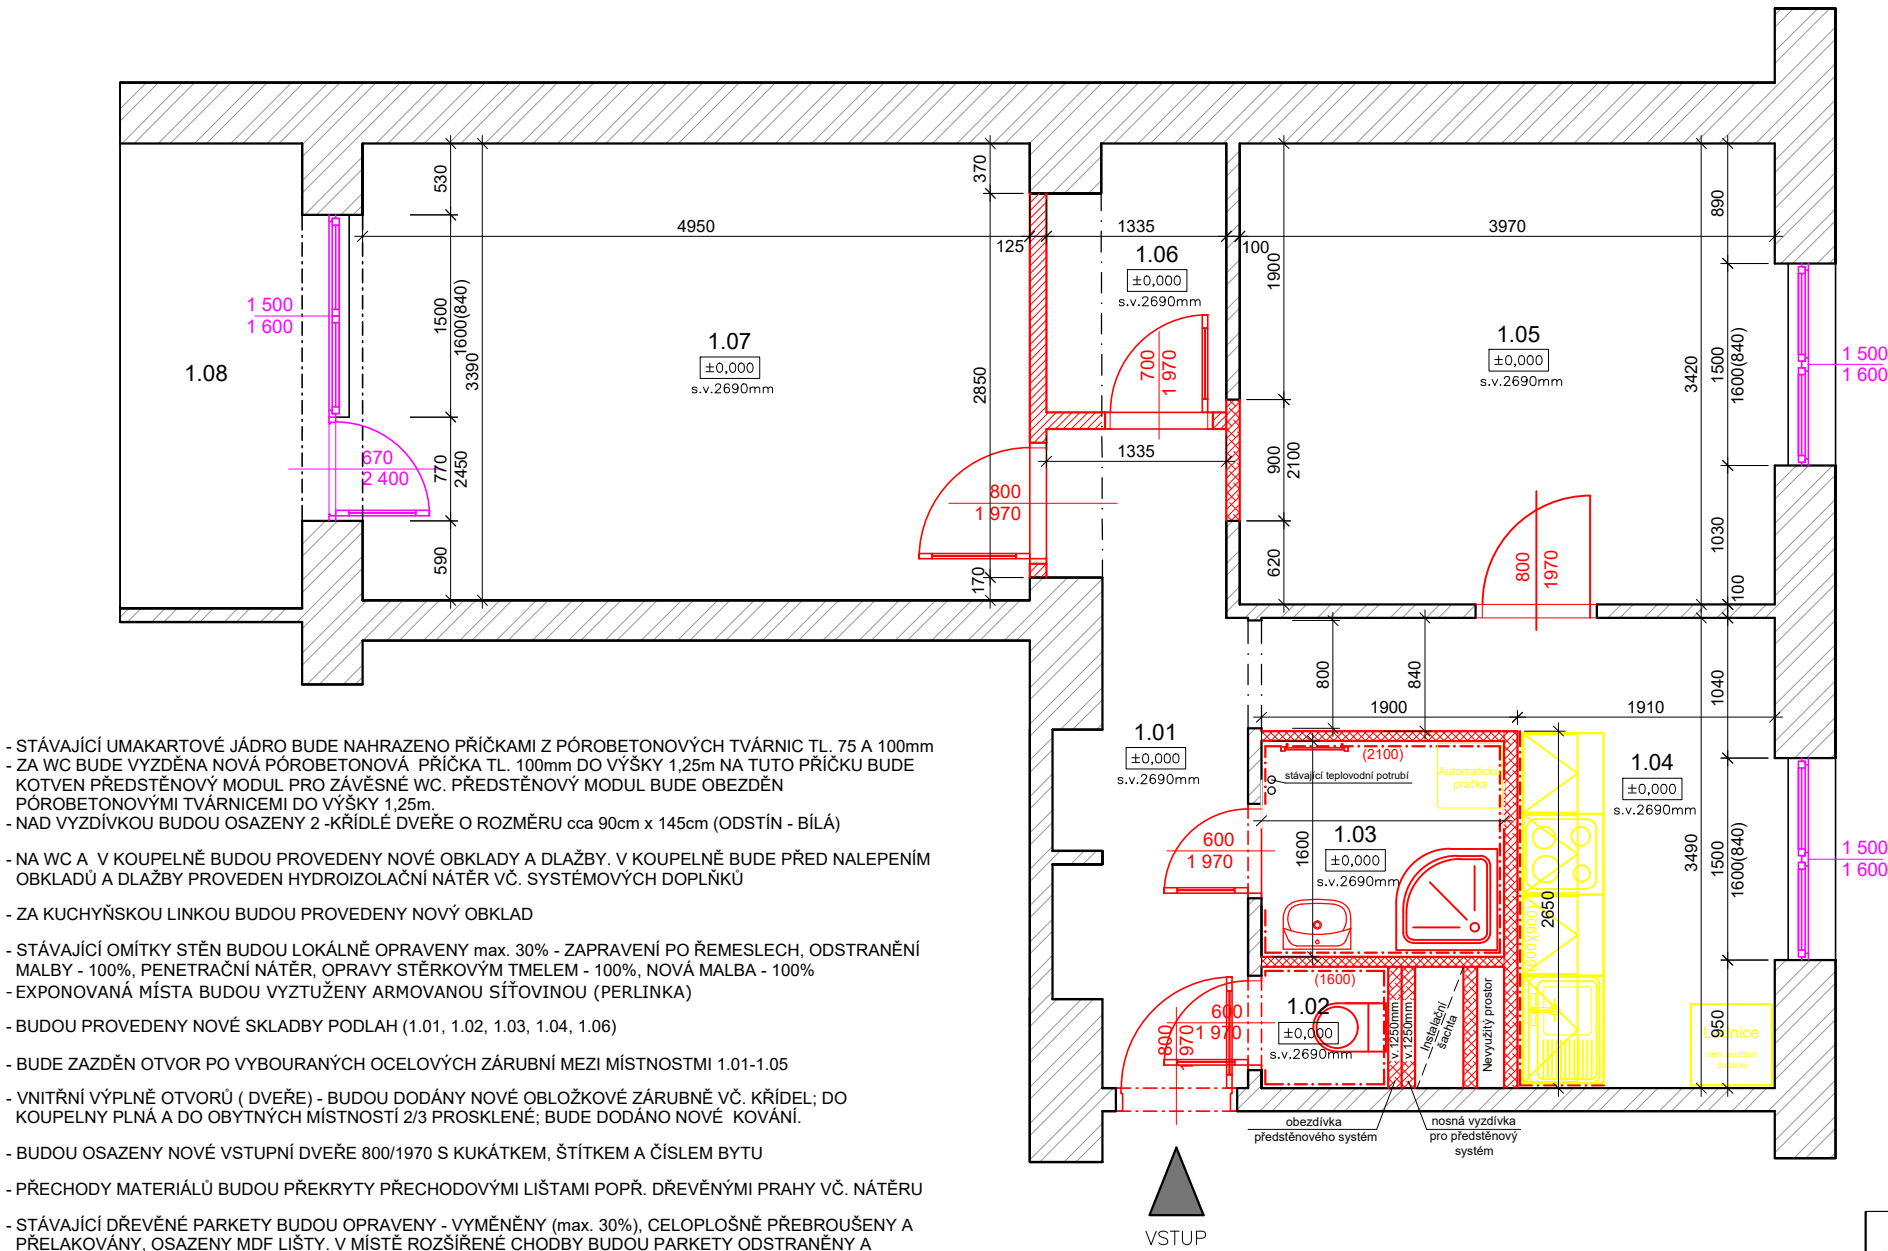 530
1500
1600(840)
3390
770
2450
590
4950
370
125
2850
170
1335
1.06
±0,000
s.v.2690mm
100
1900
3970
890
1 500
1 600
1.08
1.07
±0,000
s.v.2690mm
700
1 970
1.05
±0,000
s.v.2690mm
3420
1500
1600(840)
1 500
1 600
670
2 400
1335
900
2100
800
1 970
620
800
1970
1030
100
800
840
1900
1910
1040
1.01
±0,000
s.v.2690mm
(2100)
stávající teplovodní potrubí
Automatická
pračka
1.04
±0,000
s.v.2690mm
1600
1.03
±0,000
s.v.2690mm
600
1 970
3490
1500
1600(840)
1 500
1 600
2650
(600)(900)
(1600)
1.02
±0,000
s.v.2690mm
600
1 970
800
1970
v.1250mm
v.1250mm
Instalační
šachta
Nevyužitý prostor
950
Lednice
není součástí
dodávky
obezdívka
předstěnového systém
nosná vyzdívka
pro předstěnový
systém
VSTUP
- STÁVAJÍCÍ UMAKARTOVÉ JÁDRO BUDE NAHRAZENO PŘÍČKAMI Z PÓROBETONOVÝCH TVÁRNIC TL. 75 A 100mm
- ZA WC BUDE VYZDĚNA NOVÁ PÓROBETONOVÁ PŘÍČKA TL. 100mm DO VÝŠKY 1,25m NA TUTO PŘÍČKU BUDE
KOTVEN PŘEDSTĚNOVÝ MODUL PRO ZÁVĚSNÉ WC. PŘEDSTĚNOVÝ MODUL BUDE OBEZDĚN
PÓROBETONOVÝMI TVÁRNICEMI DO VÝŠKY 1,25m.
- NAD VYZDÍVKOU BUDOU OSAZENY 2 -KŘÍDLÉ DVEŘE O ROZMĚRU cca 90cm x 145cm (ODSTÍN - BÍLÁ)
- NA WC A V KOUPELNĚ BUDOU PROVEDENY NOVÉ OBKLADY A DLAŽBY. V KOUPELNĚ BUDE PŘED NALEPENÍM
OBKLADŮ A DLAŽBY PROVEDEN HYDROIZOLAČNÍ NÁTĚR VČ. SYSTÉMOVÝCH DOPLŇKŮ
- ZA KUCHYŇSKOU LINKOU BUDOU PROVEDENY NOVÝ OBKLAD
- STÁVAJÍCÍ OMÍTKY STĚN BUDOU LOKÁLNĚ OPRAVENY max. 30% - ZAPRAVENÍ PO ŘEMESLECH, ODSTRANĚNÍ
MALBY - 100%, PENETRAČNÍ NÁTĚR, OPRAVY STĚRKOVÝM TMELEM - 100%, NOVÁ MALBA - 100%
- EXPONOVANÁ MÍSTA BUDOU VYZTUŽENY ARMOVANOU SÍŤOVINOU (PERLINKA)
- BUDOU PROVEDENY NOVÉ SKLADBY PODLAH (1.01, 1.02, 1.03, 1.04, 1.06)
- BUDE ZAZDĚN OTVOR PO VYBOURANÝCH OCELOVÝCH ZÁRUBNÍ MEZI MÍSTNOSTMI 1.01-1.05
- VNITŘNÍ VÝPLNĚ OTVORŮ ( DVEŘE) - BUDOU DODÁNY NOVÉ OBLOŽKOVÉ ZÁRUBNĚ VČ. KŘÍDEL; DO
KOUPELNY PLNÁ A DO OBYTNÝCH MÍSTNOSTÍ 2/3 PROSKLENÉ; BUDE DODÁNO NOVÉ KOVÁNÍ.
- BUDOU OSAZENY NOVÉ VSTUPNÍ DVEŘE 800/1970 S KUKÁTKEM, ŠTÍTKEM A ČÍSLEM BYTU
- PŘECHODY MATERIÁLŮ BUDOU PŘEKRYTY PŘECHODOVÝMI LIŠTAMI POPŘ. DŘEVĚNÝMI PRAHY VČ. NÁTĚRU
- STÁVAJÍCÍ DŘEVĚNÉ PARKETY BUDOU OPRAVENY - VYMĚNĚNY (max. 30%), CELOPLOŠNĚ PŘEBROUŠENY A
PŘELAKOVÁNY, OSAZENY MDF LIŠTY. V MÍSTĚ ROZŠÍŘENÉ CHODBY BUDOU PARKETY ODSTRANĚNY A